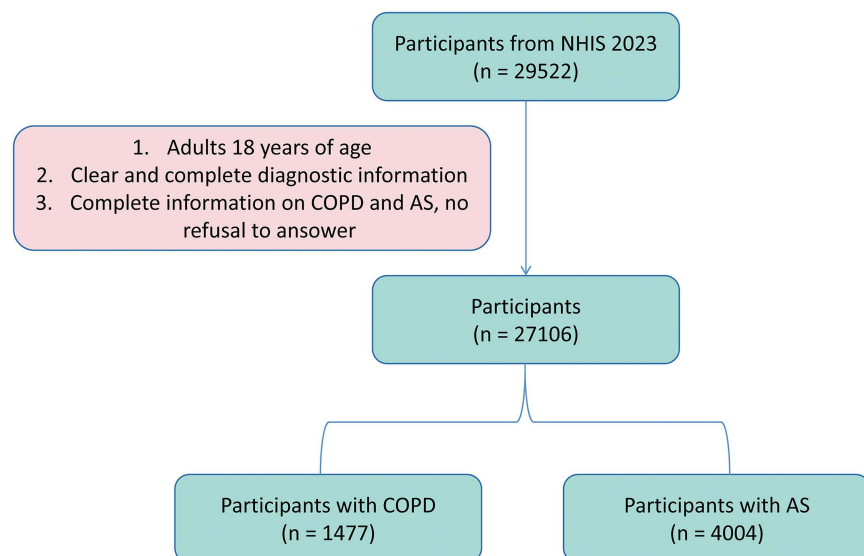 Participants from NHIS 2023
(n = 29522)
1. Adults 18 years of age
2. Clear and complete diagnostic information
3. Complete information on COPD and AS, no
refusal to ansower
Participants
(n = 27106)
Participants with COPD
(n = 1477)
Participants with AS
(n = 4004)